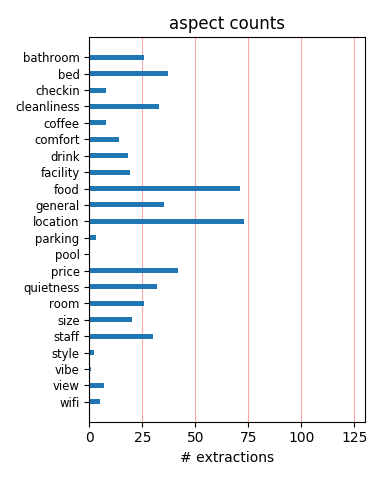 aspect counts
bathroom
bed
checkin
cleanliness
coffee
comfort
drink
facility
food
general
location
parking
pool
price
quietness
room
size
staff
style
vibe
view
wifi
0 25 50 75 100 125
# extractions